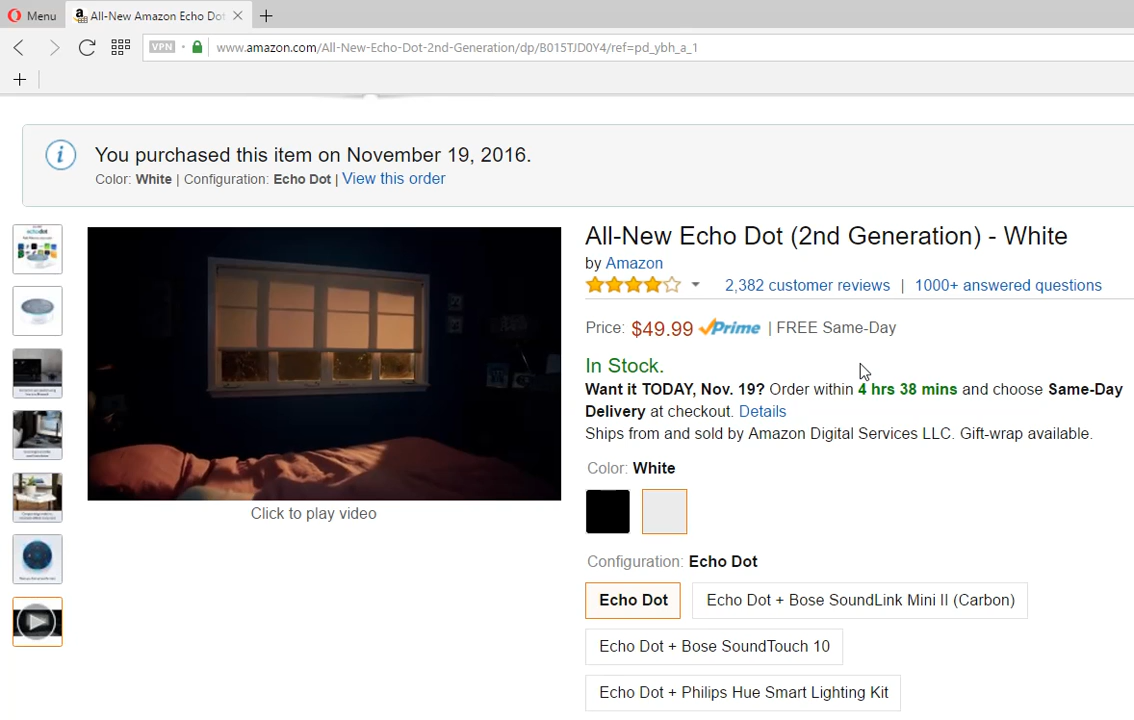 Menu
All-New Amazon Echo Dot
VPN
www.amazon.com/All-New-Echo-Dot-2nd-Generation/dp/B015TJD0Y4/ref=pd_ybh_a_1
You purchased this item on November 19, 2016.
Color: White | Configuration: Echo Dot | View this order
All-New Echo Dot (2nd Generation) - White
by Amazon
2,382 customer reviews | 1000+ answered questions
Price: $49.99 Prime | FREE Same-Day
In Stock.
Want it TODAY, Nov. 19? Order within 4 hrs 38 mins and choose Same-Day
Delivery at checkout. Details
Ships from and sold by Amazon Digital Services LLC. Gift-wrap available.
Click to play video
Color: White
Configuration: Echo Dot
Echo Dot
Echo Dot + Bose SoundLink Mini II (Carbon)
Echo Dot + Bose SoundTouch 10
Echo Dot + Philips Hue Smart Lighting Kit